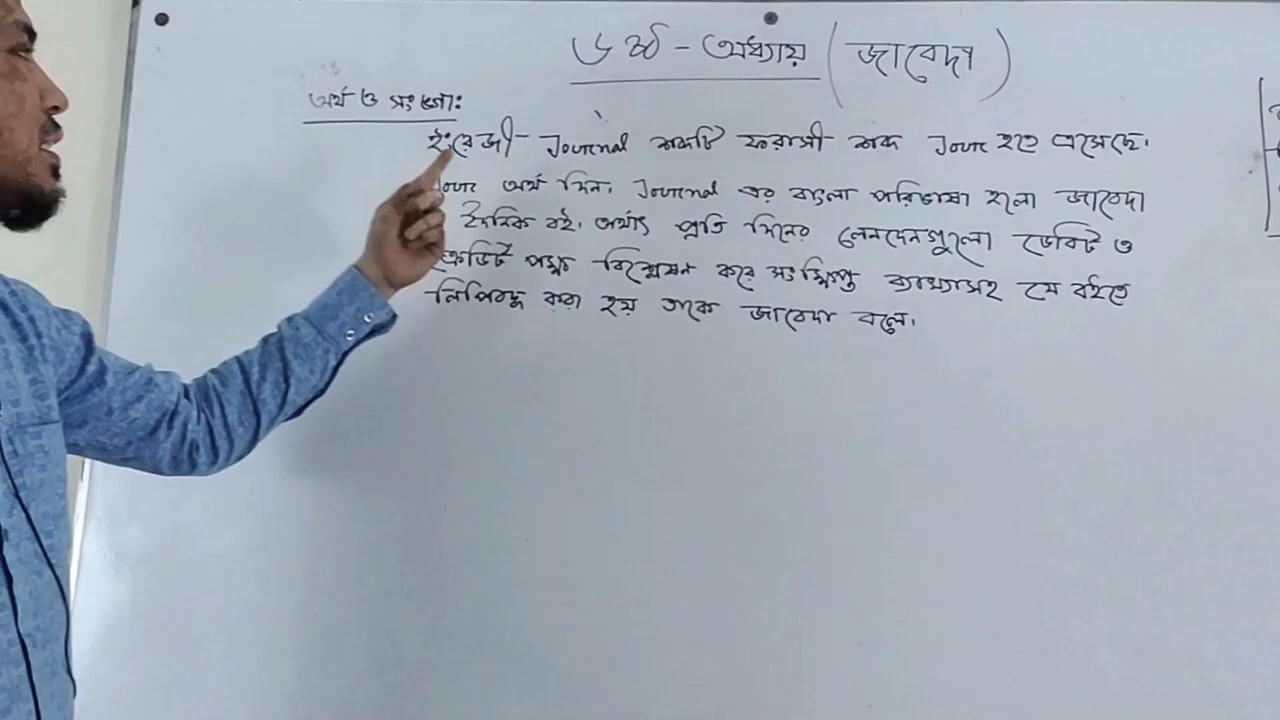 ৬ষ্ঠ - অধ্যায় (জাবেদা)
অর্থ ও সংজ্ঞা:
ইংরেজী - Journal শব্দটি ফরাসী শব্দ Jour হতে এসেছে।
Jour অর্থ দিন। Journal এর বাংলা পরিভাষা হলো জাবেদা
দৈনিক বই। অর্থাৎ প্রতি দিনের লেনদেনগুলো ডেবিট ও
ক্রেডিট পক্ষ বিশ্লেষন করে সংক্ষিপ্ত ব্যাখ্যাসহ যে বইতে
লিপিবদ্ধ করা হয় তাকে জাবেদা বলে।